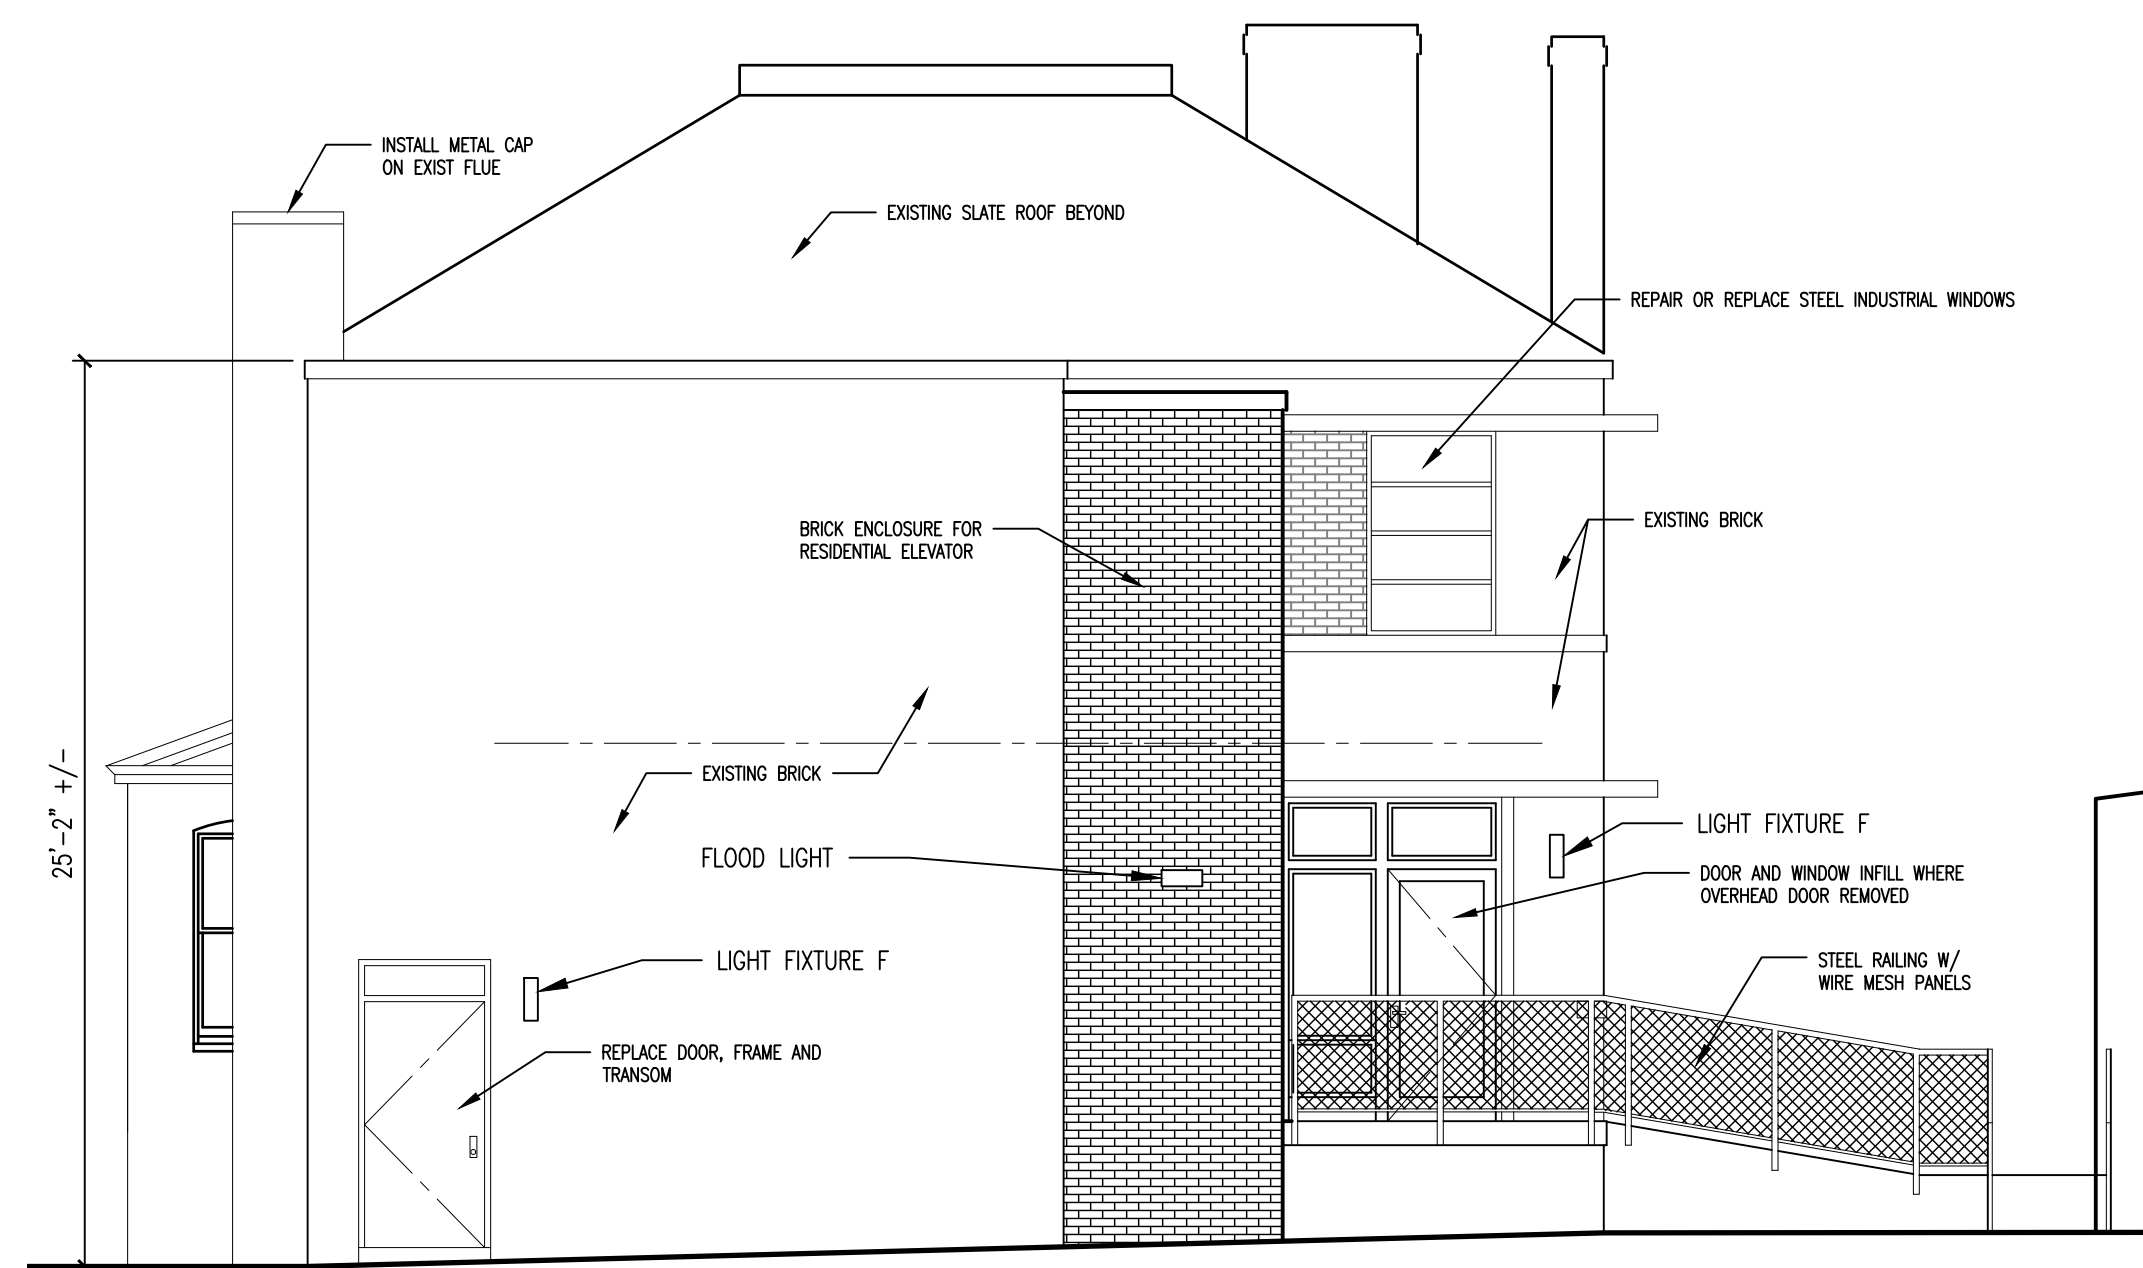 INSTALL METAL CAP
ON EXIST FLUE
EXISTING SLATE ROOF BEYOND
REPAIR OR REPLACE STEEL INDUSTRIAL WINDOWS
BRICK ENCLOSURE FOR
RESIDENTIAL ELEVATOR
EXISTING BRICK
25'-2" +/-
EXISTING BRICK
FLOOD LIGHT
LIGHT FIXTURE F
DOOR AND WINDOW INFILL WHERE
OVERHEAD DOOR REMOVED
LIGHT FIXTURE F
STEEL RAILING W/
WIRE MESH PANELS
REPLACE DOOR, FRAME AND
TRANSOM